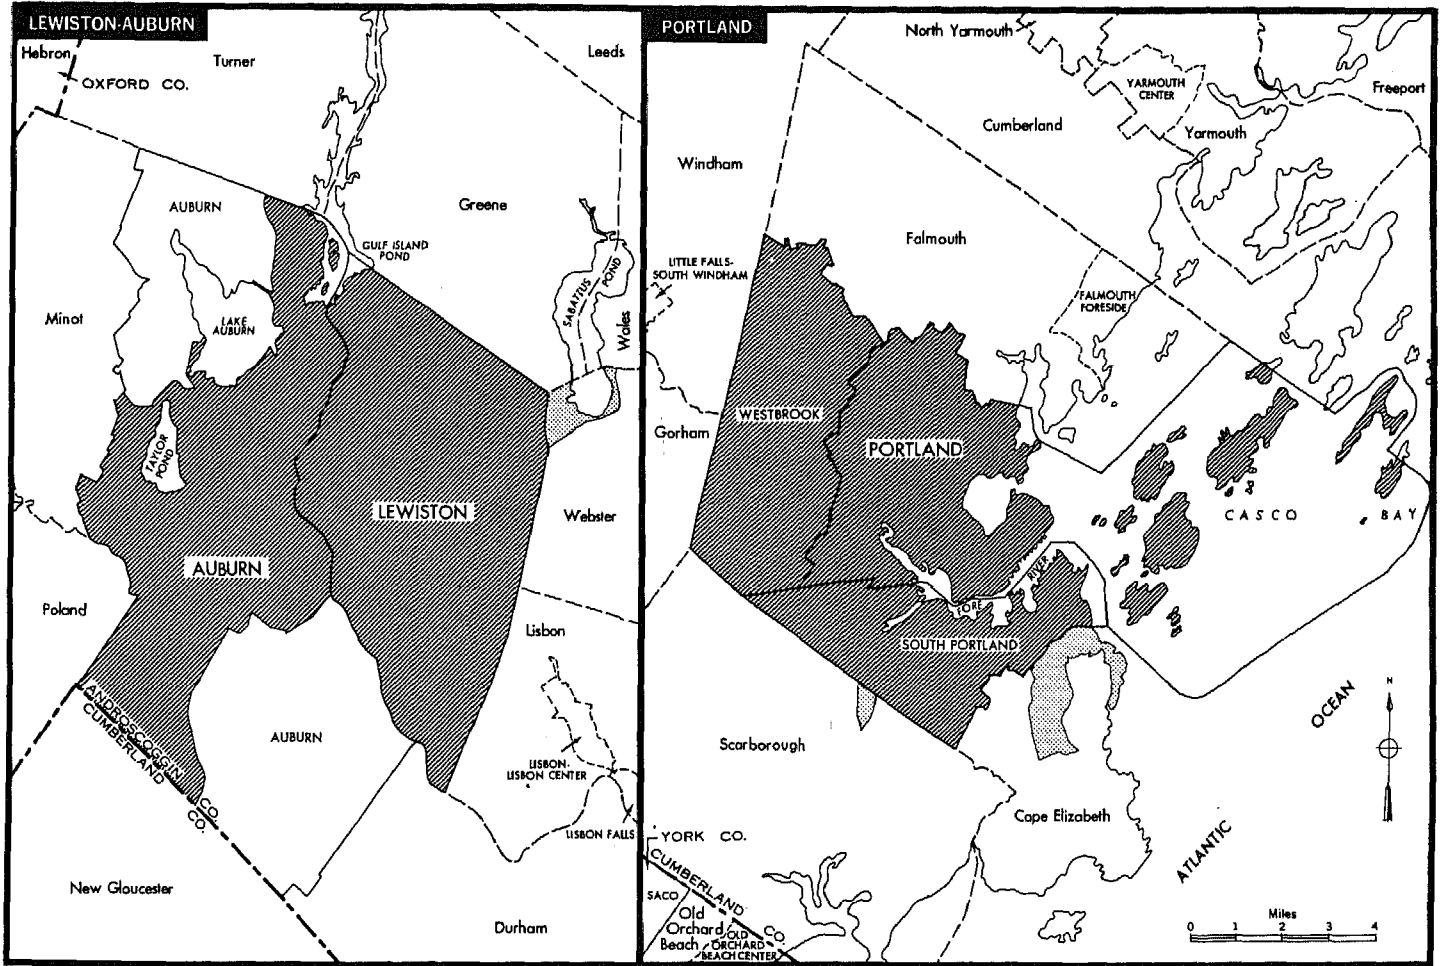 LEWISTON-AUBURN
Hebron
OXFORD CO.
Turner
Leeds
AUBURN
Greene
GULF ISLAND
POND
SABATTUS
POND
Minot
LAKE
AUBURN
Wales
TAYLOR
POND
LEWISTON
Webster
AUBURN
Poland
Lisbon
ANDROSCOGGIN CO.
CUMBERLAND CO.
AUBURN
LISBON-
LISBON CENTER
LISBON FALLS
New Gloucester
Durham
PORTLAND
North Yarmouth
YARMOUTH
CENTER
Freeport
Cumberland
Yarmouth
Windham
Falmouth
LITTLE FALLS-
SOUTH WINDHAM
FALMOUTH
FORESIDE
WESTBROOK
Gorham
PORTLAND
CASCO BAY
FORE
RIVER
SOUTH PORTLAND
Scarborough
OCEAN
N
Cape Elizabeth
ATLANTIC
YORK CO.
CUMBERLAND CO.
SACO
Old
Orchard
Beach
OLD
ORCHARD
BEACH CENTER
Miles
0 1 2 3 4